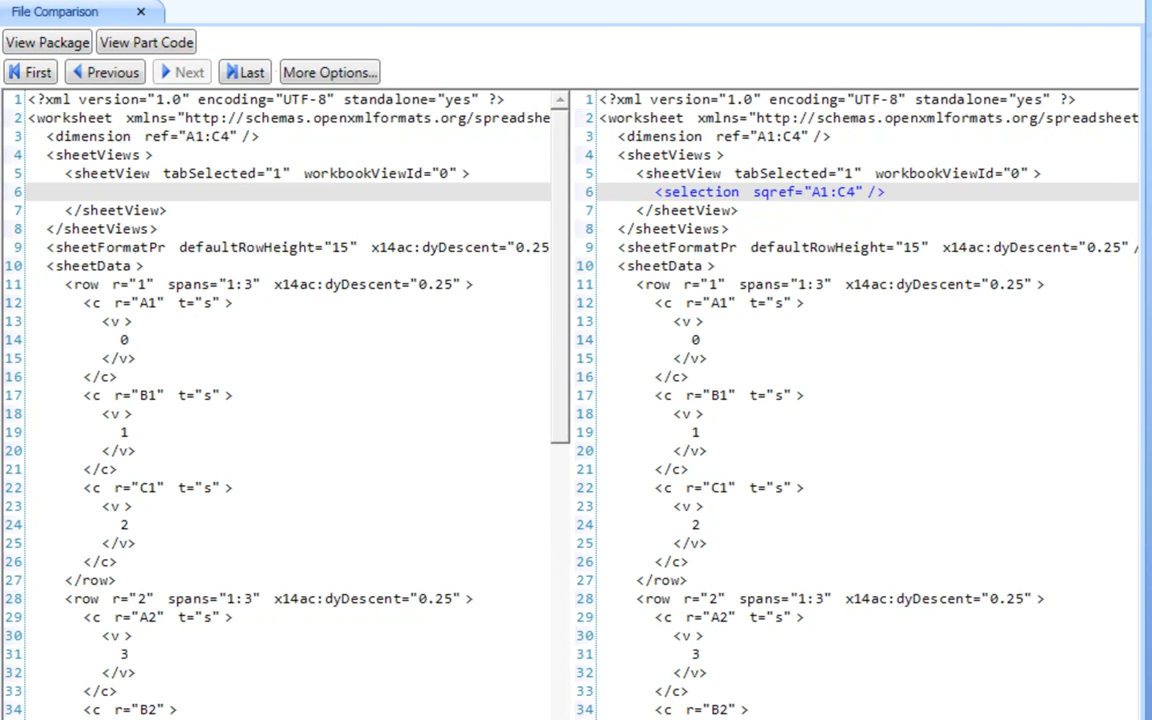 File Comparison ×
View Package View Part Code
First Previous Next Last More Options...
1 <?xml version="1.0" encoding="UTF-8" standalone="yes" ?>
2 <worksheet xmlns="http://schemas.openxmlformats.org/spreadshe
3 <dimension ref="A1:C4" />
4 <sheetViews >
5 <sheetView tabSelected="1" workbookViewId="0" >
6
7 </sheetView>
8 </sheetViews>
9 <sheetFormatPr defaultRowHeight="15" x14ac:dyDescent="0.25
10 <sheetData >
11 <row r="1" spans="1:3" x14ac:dyDescent="0.25" >
12 <c r="A1" t="s" >
13 <v >
14 0
15 </v>
16 </c>
17 <c r="B1" t="s" >
18 <v >
19 1
20 </v>
21 </c>
22 <c r="C1" t="s" >
23 <v >
24 2
25 </v>
26 </c>
27 </row>
28 <row r="2" spans="1:3" x14ac:dyDescent="0.25" >
29 <c r="A2" t="s" >
30 <v >
31 3
32 </v>
33 </c>
34 <c r="B2" >
1 <?xml version="1.0" encoding="UTF-8" standalone="yes" ?>
2 <worksheet xmlns="http://schemas.openxmlformats.org/spreadsheet
3 <dimension ref="A1:C4" />
4 <sheetViews >
5 <sheetView tabSelected="1" workbookViewId="0" >
6 <selection sqref="A1:C4" />
7 </sheetView>
8 </sheetViews>
9 <sheetFormatPr defaultRowHeight="15" x14ac:dyDescent="0.25" /
10 <sheetData >
11 <row r="1" spans="1:3" x14ac:dyDescent="0.25" >
12 <c r="A1" t="s" >
13 <v >
14 0
15 </v>
16 </c>
17 <c r="B1" t="s" >
18 <v >
19 1
20 </v>
21 </c>
22 <c r="C1" t="s" >
23 <v >
24 2
25 </v>
26 </c>
27 </row>
28 <row r="2" spans="1:3" x14ac:dyDescent="0.25" >
29 <c r="A2" t="s" >
30 <v >
31 3
32 </v>
33 </c>
34 <c r="B2" >